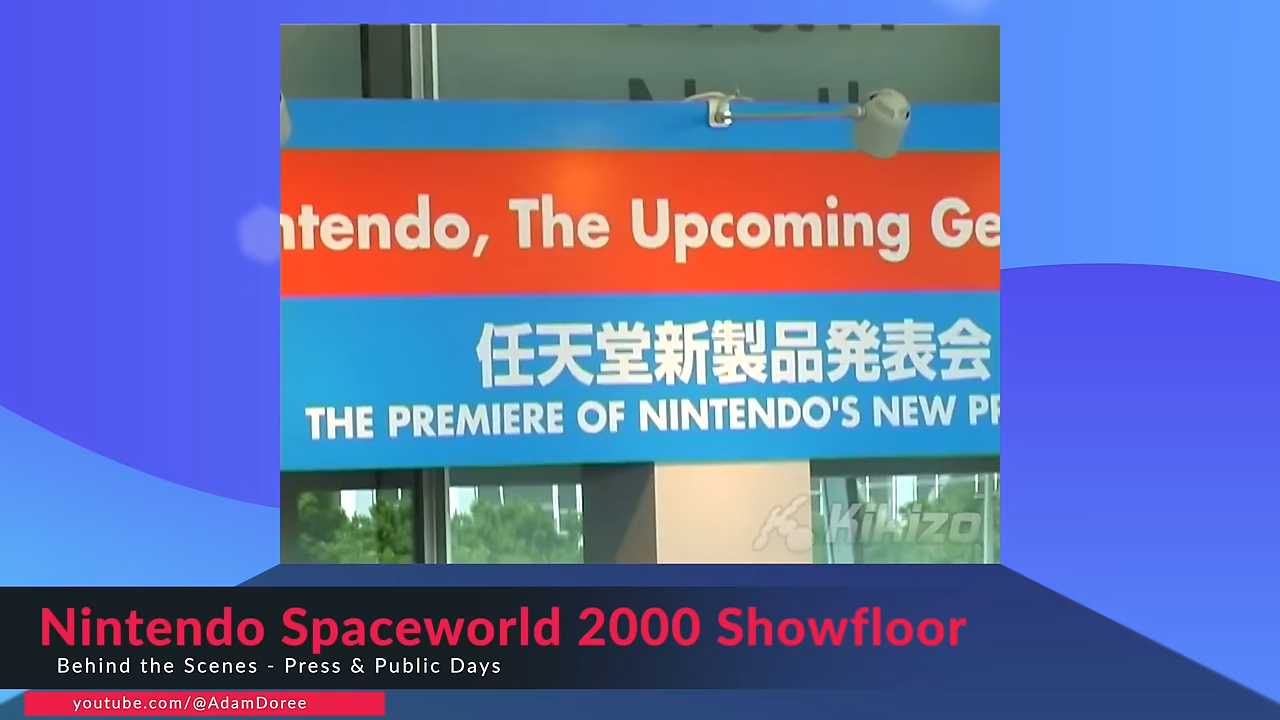 ntendo, The Upcoming Ge
任天堂新製品発表会
THE PREMIERE OF NINTENDO'S NEW PR
Kikizo
Nintendo Spaceworld 2000 Showfloor
Behind the Scenes - Press & Public Days
youtube.com/@AdamDoree